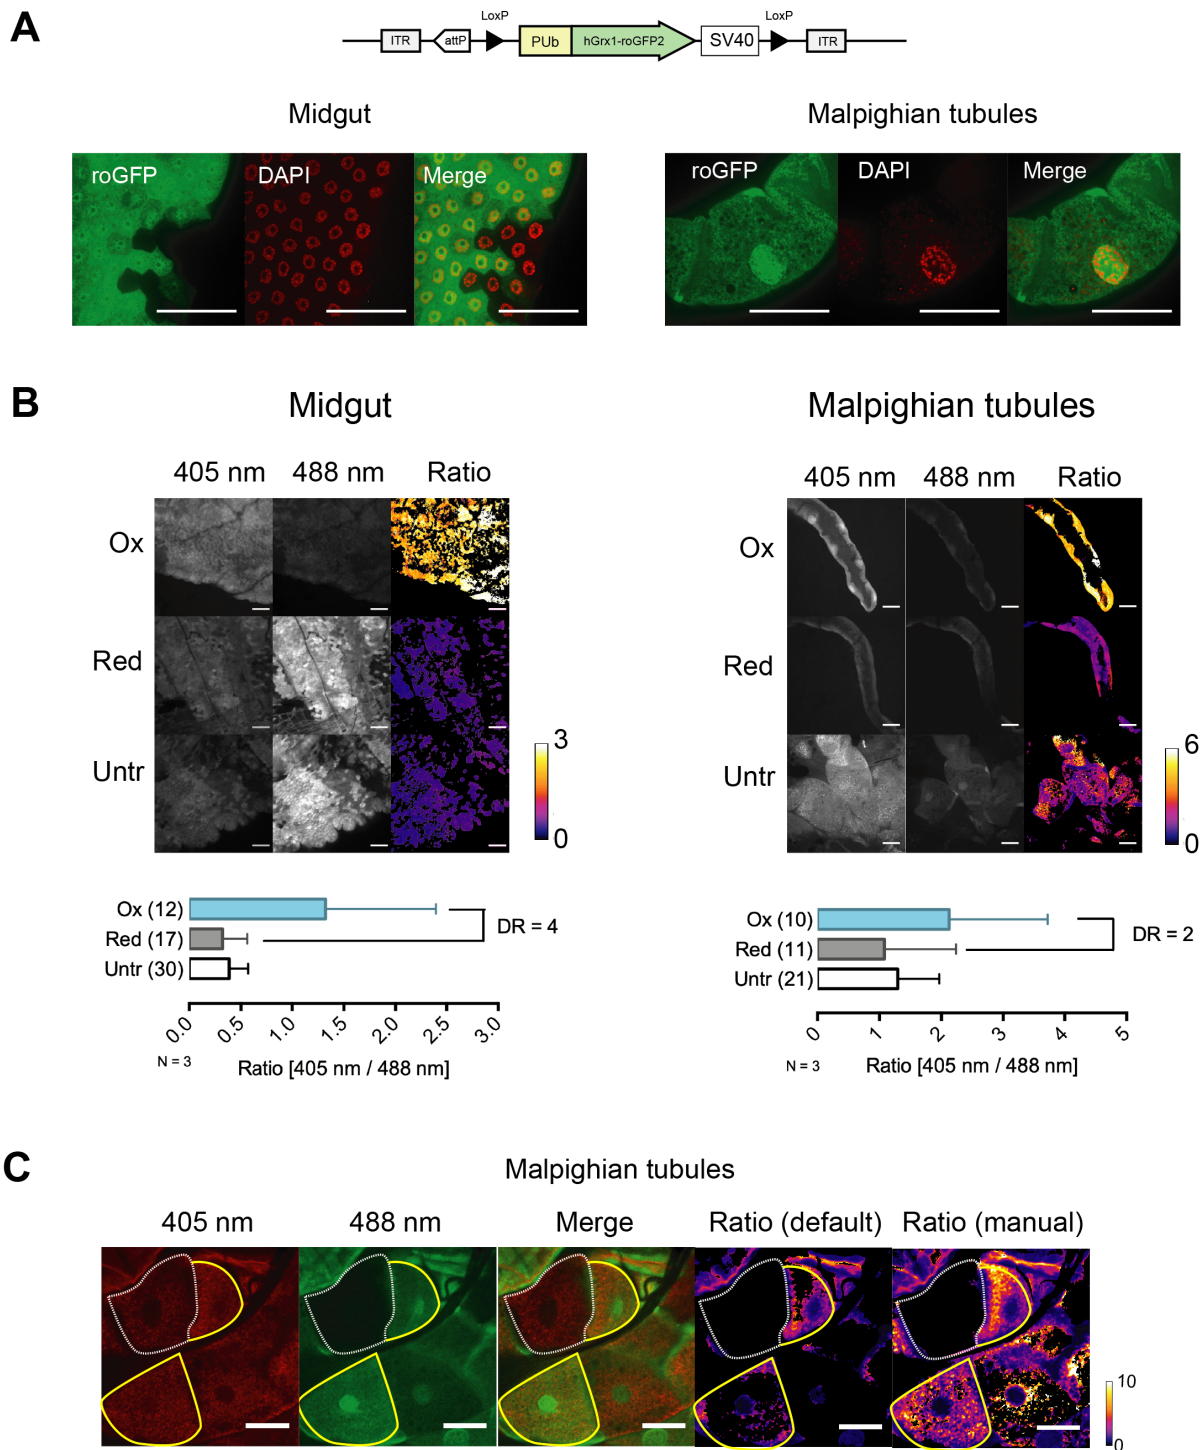 A
LoxP
LoxP
ITR
attP
PUb
hGrx1-roGFP2
SV40
ITR
Midgut
Malpighian tubules
roGFP
DAPI
Merge
roGFP
DAPI
Merge
B
Midgut
Malpighian tubules
405 nm
488 nm
Ratio
405 nm
488 nm
Ratio
Ox
Red
Untr
3
0
Ox
Red
Untr
6
0
Ox (12)
Red (17)
Untr (30)
DR = 4
0.0
0.5
1.0
1.5
2.0
2.5
3.0
N = 3
Ratio [405 nm / 488 nm]
Ox (10)
Red (11)
Untr (21)
DR = 2
0
1
2
3
4
5
N = 3
Ratio [405 nm / 488 nm]
C
Malpighian tubules
405 nm
488 nm
Merge
Ratio (default)
Ratio (manual)
10
0